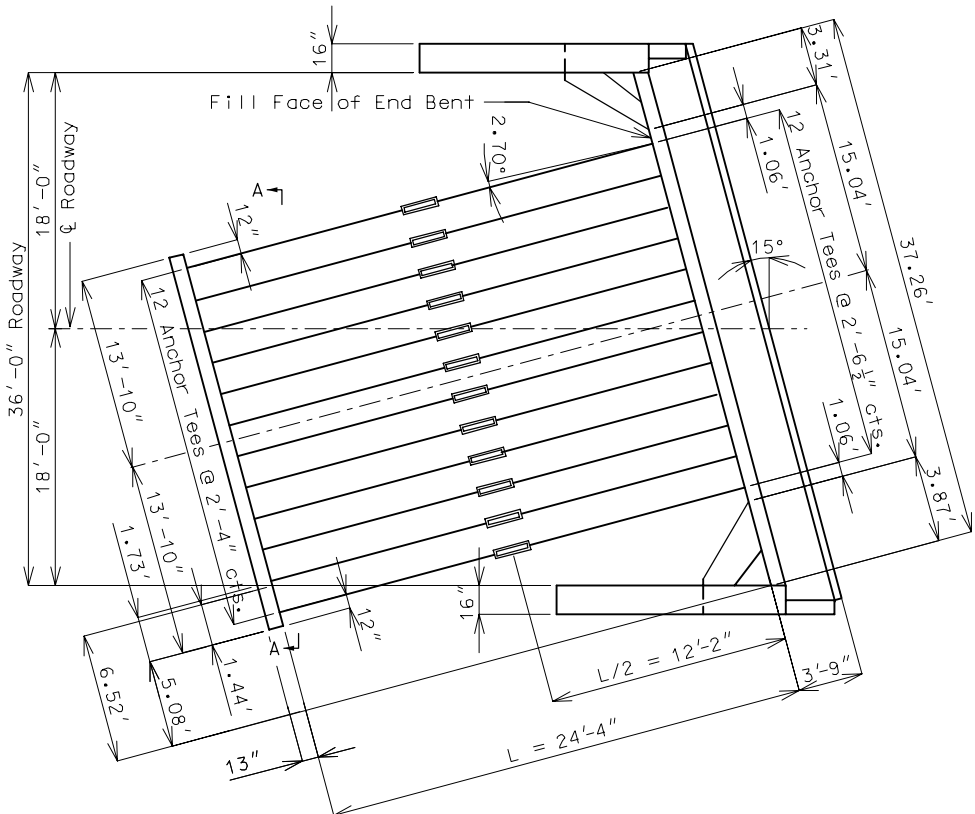 16"
3.31'
Fill Face of End Bent
2.70°
12 Anchor Tees @ 2'-6½" cts.
1.06'
15.04'
36'-0" Roadway
18'-0"
℄ Roadway
A
12"
15°
37.26'
12 Anchor Tees @ 2'-4" cts.
13'-10"
15.04'
18'-0"
1.06'
13'-10"
1.73'
3.87'
16"
12"
A
L/2 = 12'-2"
3'-9"
6.52'
5.08'
1.44'
L = 24'-4"
13"